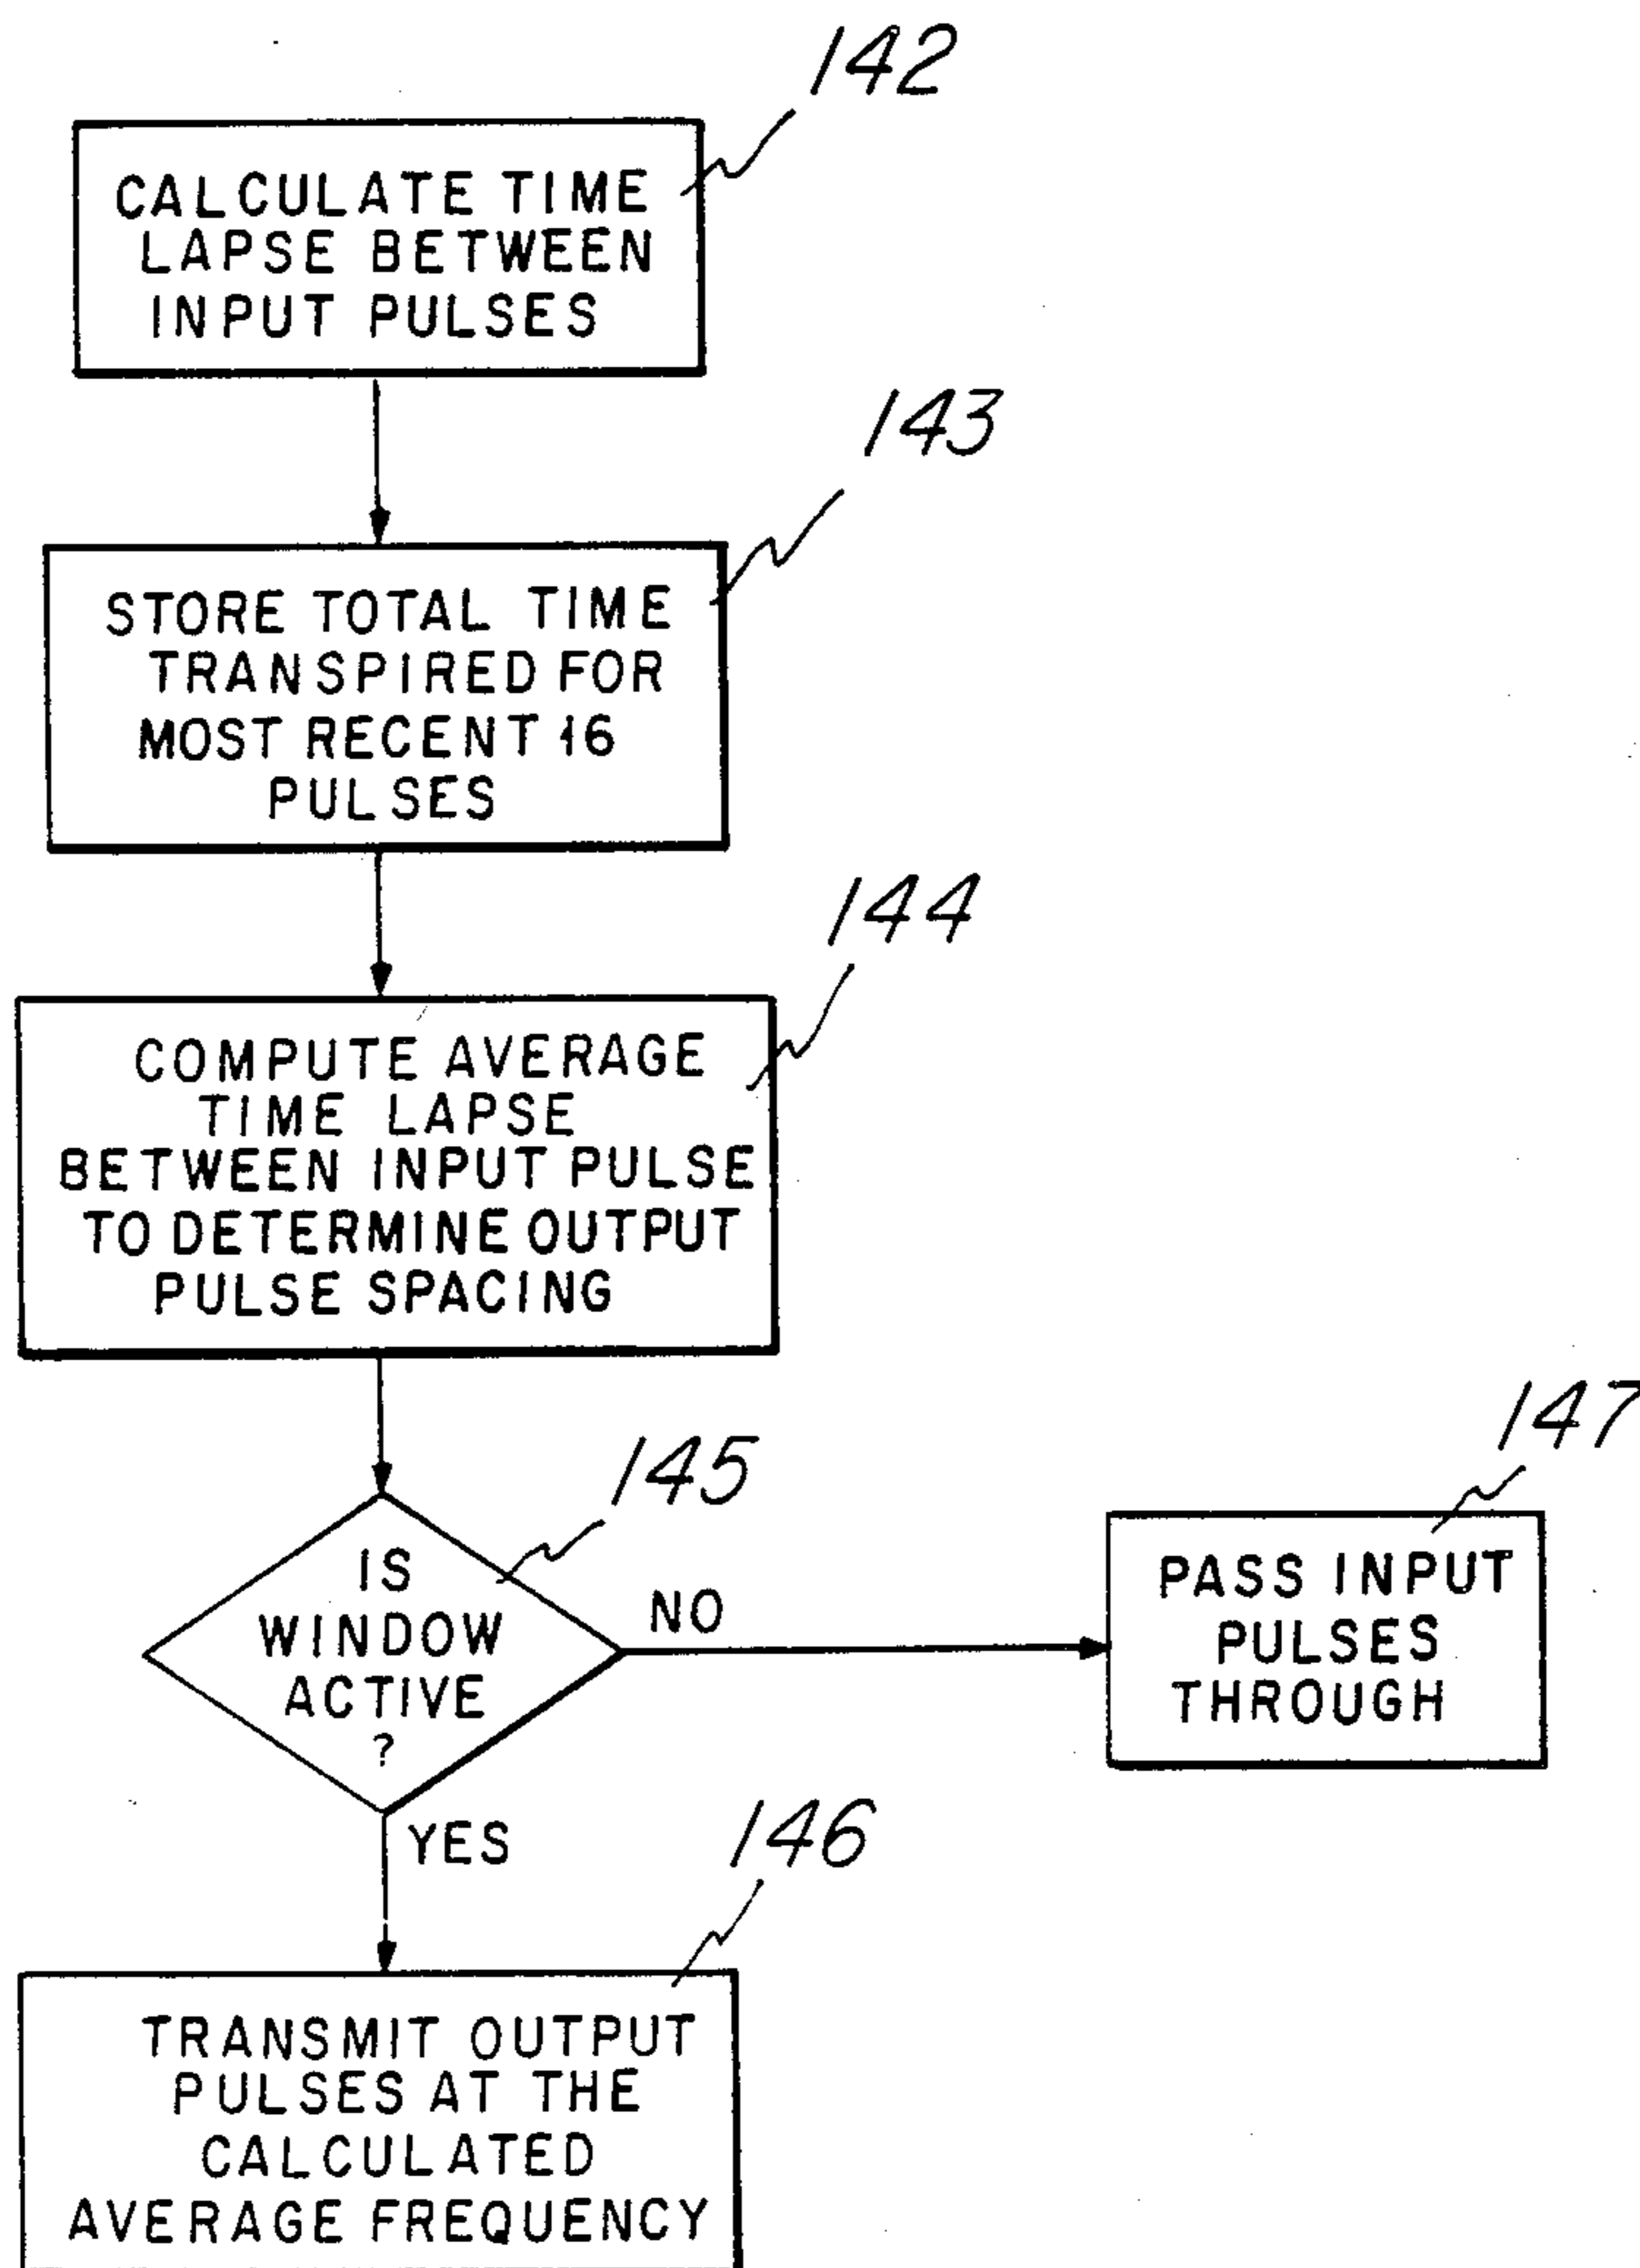 142
CALCULATE TIME
LAPSE BETWEEN
INPUT PULSES
143
STORE TOTAL TIME
TRANSPIRED FOR
MOST RECENT 16
PULSES
144
COMPUTE AVERAGE
TIME LAPSE
BETWEEN INPUT PULSE
TO DETERMINE OUTPUT
PULSE SPACING
145
IS
WINDOW
ACTIVE
?
NO
147
PASS INPUT
PULSES
THROUGH
YES
146
TRANSMIT OUTPUT
PULSES AT THE
CALCULATED
AVERAGE FREQUENCY